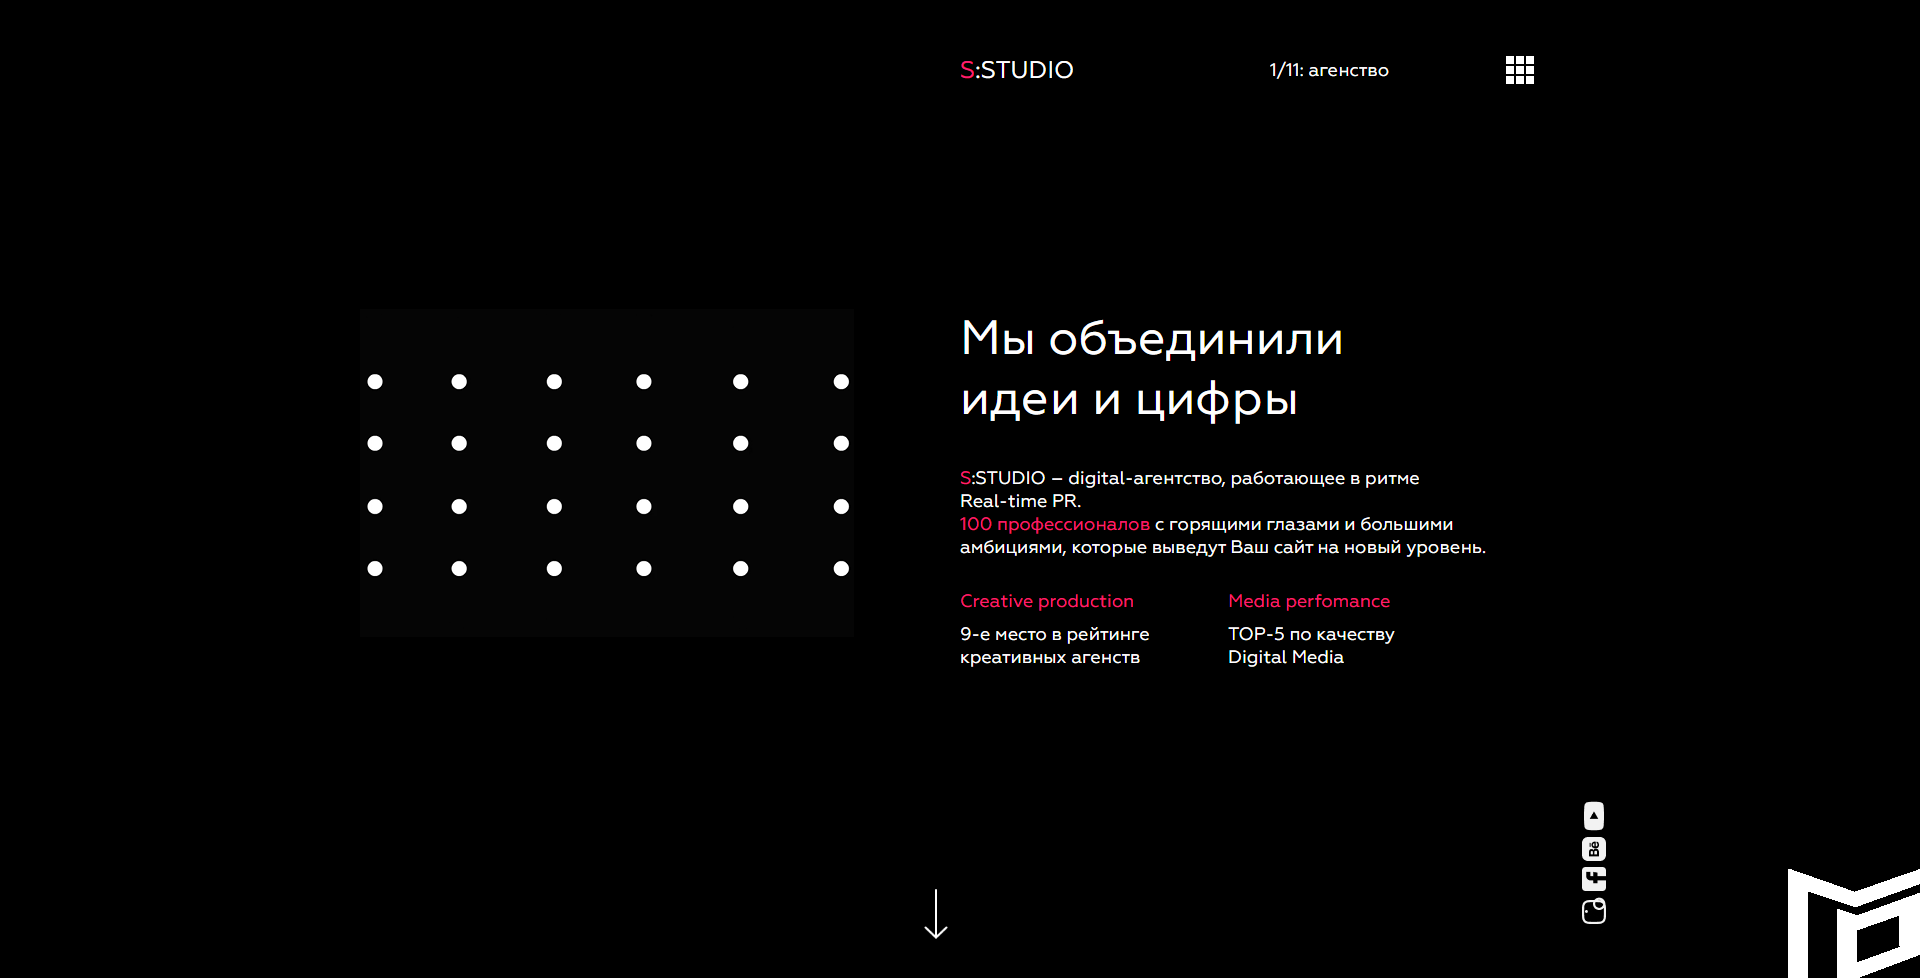 S:STUDIO
1/11: агенство
Мы объединили
идеи и цифры
S:STUDIO – digital-агентство, работающее в ритме
Real-time PR.
100 профессионалов с горящими глазами и большими
амбициями, которые выведут Ваш сайт на новый уровень.
Creative production
9-е место в рейтинге
креативных агенств
Media perfomance
TOP-5 по качеству
Digital Media
Bē
f